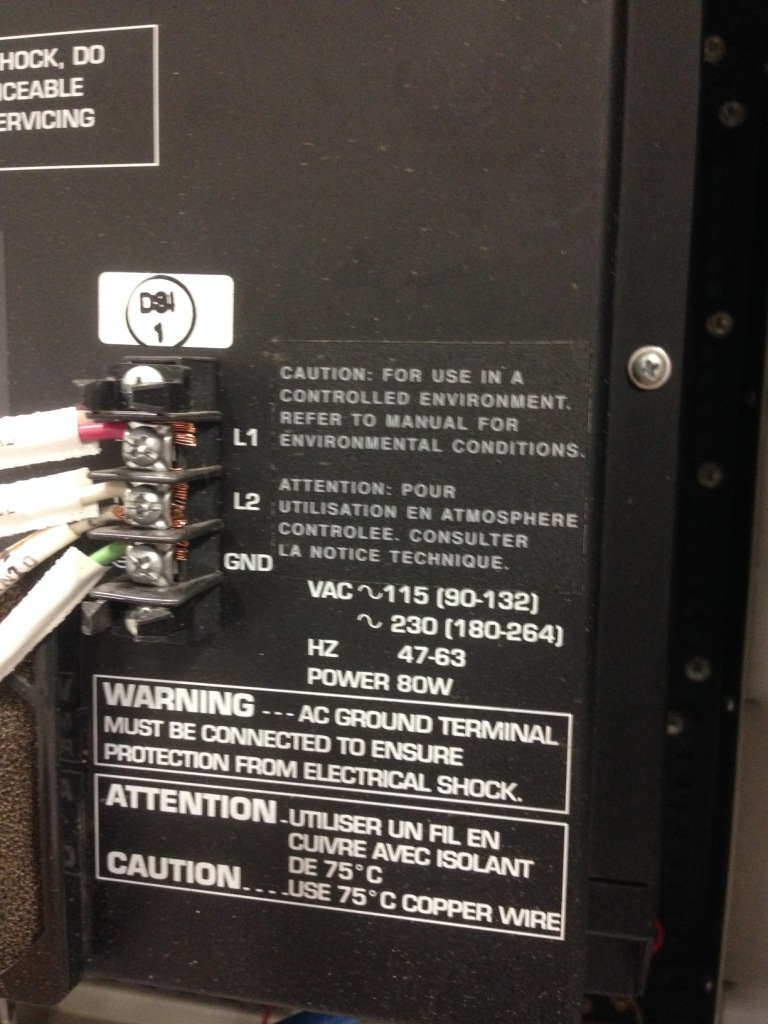 HOCK, DO
ICEABLE
ERVICING
1
CAUTION: FOR USE IN A
CONTROLLED ENVIRONMENT.
REFER TO MANUAL FOR
ENVIRONMENTAL CONDITIONS.
L1
L2
GND
ATTENTION: POUR
UTILISATION EN ATMOSPHERE
CONTROLEE. CONSULTER
LA NOTICE TECHNIQUE.
VAC ∿115 (90-132)
∿ 230 (180-264)
HZ 47-63
POWER 80W
WARNING --- AC GROUND TERMINAL
MUST BE CONNECTED TO ENSURE
PROTECTION FROM ELECTRICAL SHOCK.
ATTENTION-UTILISER UN FIL EN
CUIVRE AVEC ISOLANT
DE 75°C
CAUTION....USE 75°C COPPER WIRE